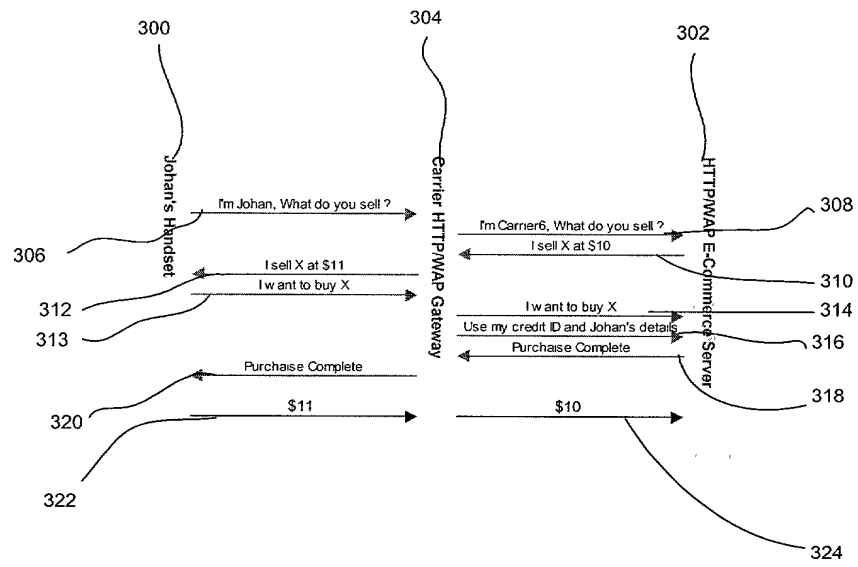 300
304
302
Johan's Handset
Carrier HTTP/WAP Gateway
HTTP/WAP E-Commerce Server
I'm Johan, What do you sell ?
308
I'm Carrier6, What do you sell ?
306
I sell X at $10
310
I sell X at $11
312
I want to buy X
313
I want to buy X
314
Use my credit ID and Johan's details
316
Purchase Complete
318
Purchase Complete
320
$11
$10
322
324